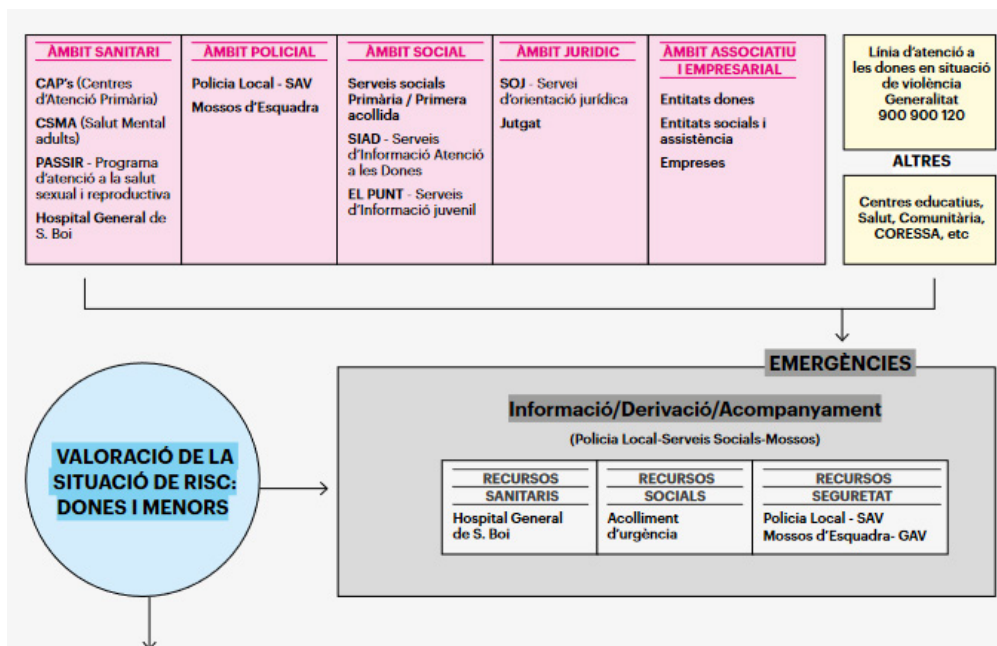 ÀMBIT SANITARI
CAP's (Centres
d'Atenció Primària)
CSMA (Salut Mental
adults)
PASSIR - Programa
d'atenció a la salut
sexual i reproductiva
Hospital General de
S. Boi
ÀMBIT POLICIAL
Policia Local - SAV
Mossos d'Esquadra
ÀMBIT SOCIAL
Serveis socials
Primària / Primera
acollida
SIAD - Serveis
d'Informació Atenció
a les Dones
EL PUNT - Serveis
d'Informació juvenil
ÀMBIT JURIDIC
SOJ - Servei
d'orientació jurídica
Jutgat
ÀMBIT ASSOCIATIU
I EMPRESARIAL
Entitats dones
Entitats socials i
assistència
Empreses
Línia d'atenció a
les dones en situació
de violència
Generalitat
900 900 120
ALTRES
Centres educatius,
Salut, Comunitària,
CORESSA, etc
EMERGÈNCIES
Informació/Derivació/Acompanyament
(Policia Local-Serveis Socials-Mossos)
RECURSOS
SANITARIS
Hospital General
de S. Boi
RECURSOS
SOCIALS
Acolliment
d'urgència
RECURSOS
SEGURETAT
Policia Local - SAV
Mossos d'Esquadra- GAV
VALORACIÓ DE LA
SITUACIÓ DE RISC:
DONES I MENORS